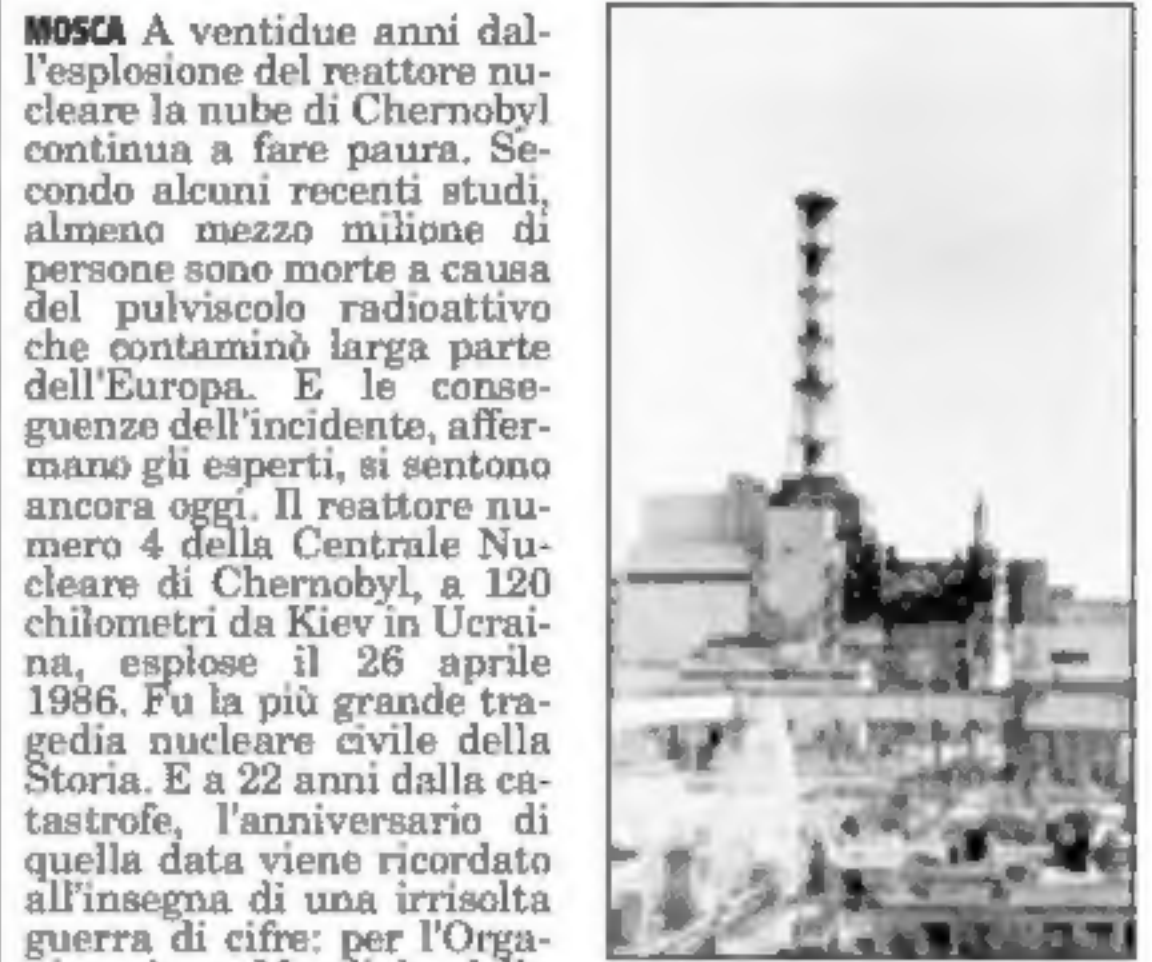 MOSCA A ventidue anni dal-
l'esplosione del reattore nu-
cleare la nube di Chernobyl
continua a fare paura. Se-
condo alcuni recenti studi,
almeno mezzo milione di
persone sono morte a causa
del pulviscolo radioattivo
che contaminò larga parte
dell'Europa. E le conse-
guenze dell'incidente, affer-
mano gli esperti, si sentono
ancora oggi. Il reattore nu-
mero 4 della Centrale Nu-
cleare di Chernobyl, a 120
chilometri da Kiev in Ucrai-
na, esplose il 26 aprile
1986. Fu la più grande tra-
gedia nucleare civile della
Storia. E a 22 anni dalla ca-
tastrofe, l'anniversario di
quella data viene ricordato
all'insegna di una irrisolta
guerra di cifre: per l'Orga-